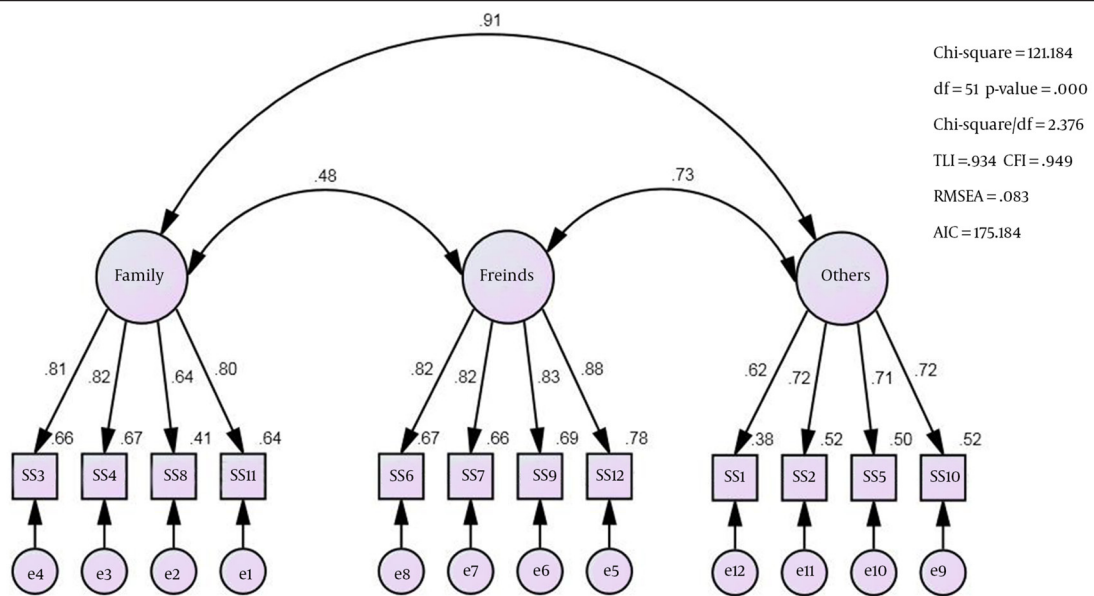 .91
Chi-square = 121.184
df = 51 p-value = .000
Chi-square/df = 2.376
TLI =.934 CFI = .949
RMSEA = .083
AIC = 175.184
.48
.73
Family
Freinds
Others
.81
.82
.64
.80
.82
.82
.83
.88
.62
.72
.71
.72
.66
.67
.41
.64
.67
.66
.69
.78
.38
.52
.50
.52
SS3
SS4
SS8
SS11
SS6
SS7
SS9
SS12
SS1
SS2
SS5
SS10
e4
e3
e2
e1
e8
e7
e6
e5
e12
e11
e10
e9